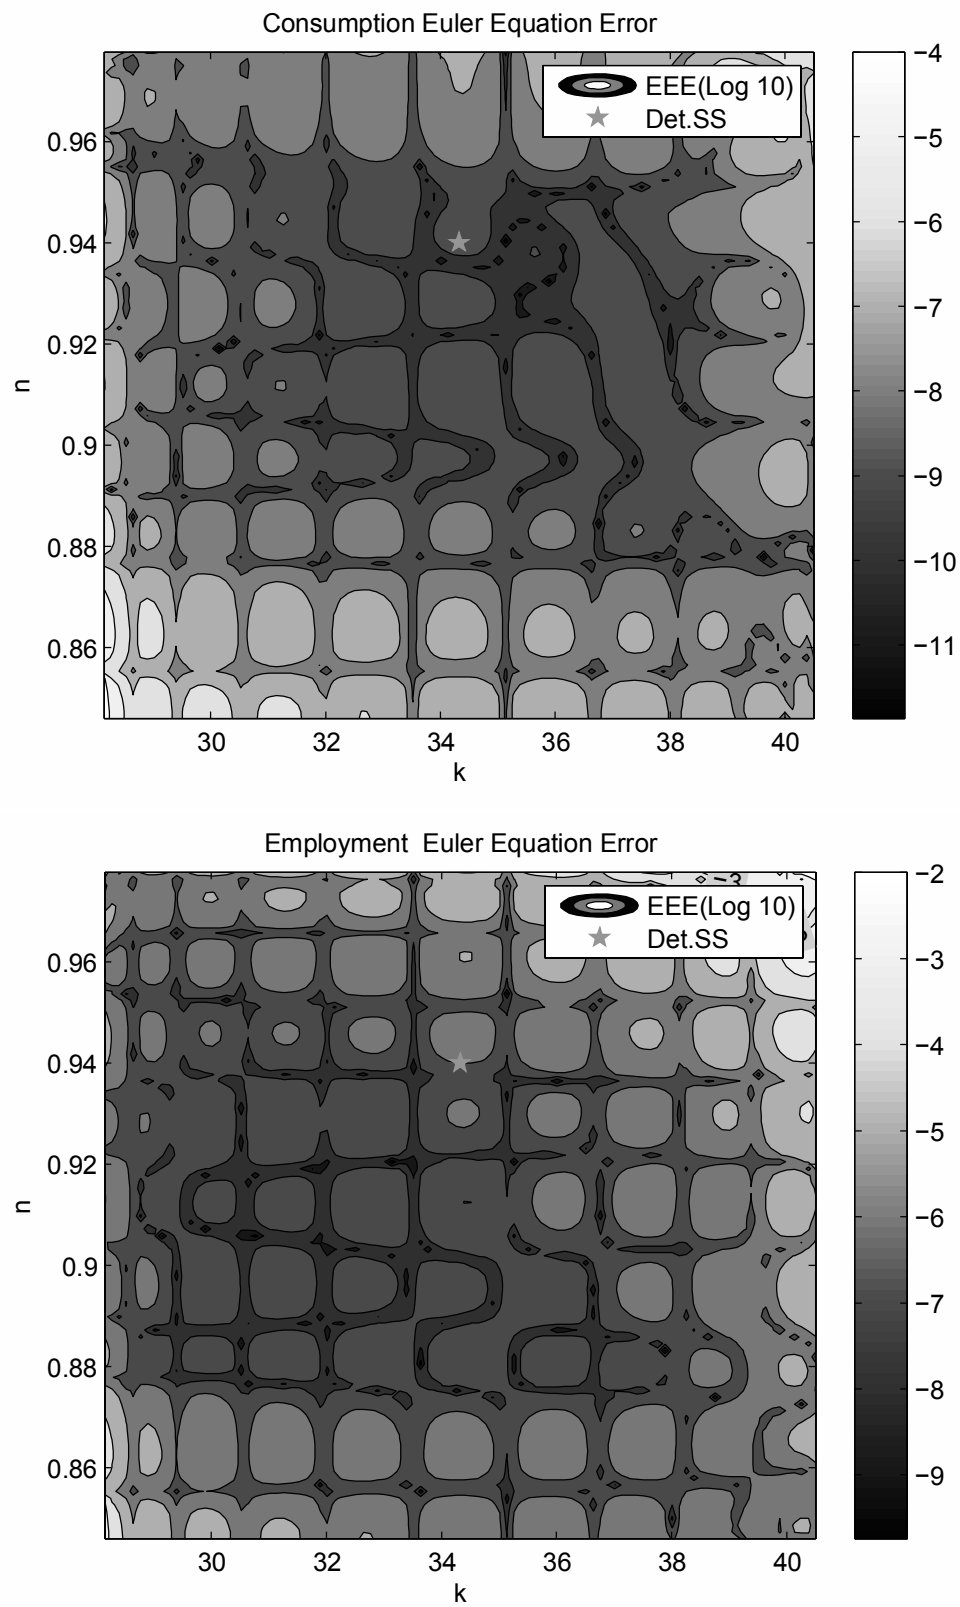 Consumption Euler Equation Error
EEE(Log 10)
Det.SS
0.96
0.94
0.92
0.9
0.88
0.86
n
30 32 34 36 38 40
k
−4
−5
−6
−7
−8
−9
−10
−11
Employment Euler Equation Error
−3
EEE(Log 10)
Det.SS
0.96
0.94
0.92
0.9
0.88
0.86
n
30 32 34 36 38 40
k
−2
−3
−4
−5
−6
−7
−8
−9